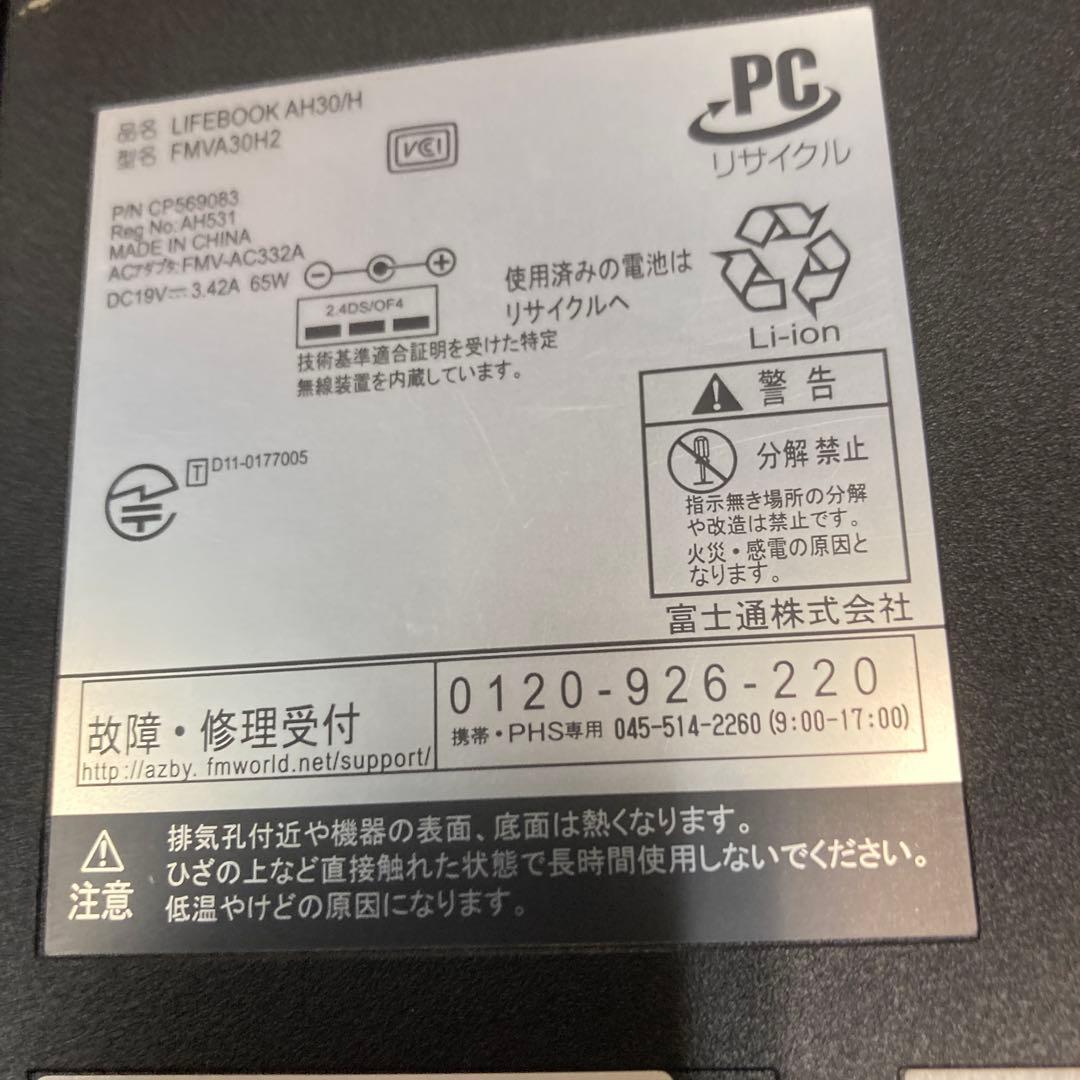 品名 LIFEBOOK AH30/H
型名 FMVA30H2
VCI
PC
リサイクル
P/N CP569083
Reg No: AH531
MADE IN CHINA
ACアダプタ:FMV-AC332A
DC19V 3.42A 65W
2.4DS/OF4
技術基準適合証明を受けた特定
無線装置を内蔵しています。
使用済みの電池は
リサイクルへ
Li-ion
警告
分解禁止
指示無き場所の分解
や改造は禁止です。
火災・感電の原因と
なります。
T D11-0177005
富士通株式会社
故障・修理受付
http://azby.fmworld.net/support/
0120-926-220
携帯・PHS専用 045-514-2260(9:00-17:00)
注意
排気孔付近や機器の表面、底面は熱くなります。
ひざの上など直接触れた状態で長時間使用しないでください。
低温やけどの原因になります。